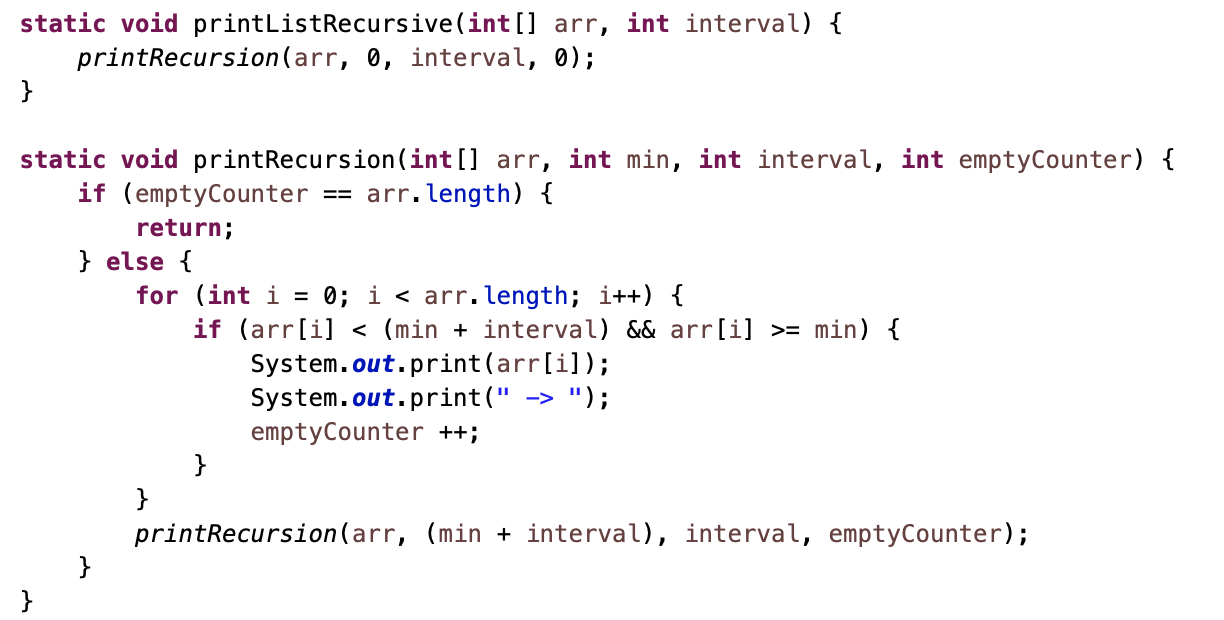 static void printListRecursive(int[] arr, int interval) {
    printRecursion(arr, 0, interval, 0);
}

static void printRecursion(int[] arr, int min, int interval, int emptyCounter) {
    if (emptyCounter == arr.length) {
        return;
    } else {
        for (int i = 0; i < arr.length; i++) {
            if (arr[i] < (min + interval) && arr[i] >= min) {
                System.out.print(arr[i]);
                System.out.print(" -> ");
                emptyCounter ++;
            }
        }
        printRecursion(arr, (min + interval), interval, emptyCounter);
    }
}